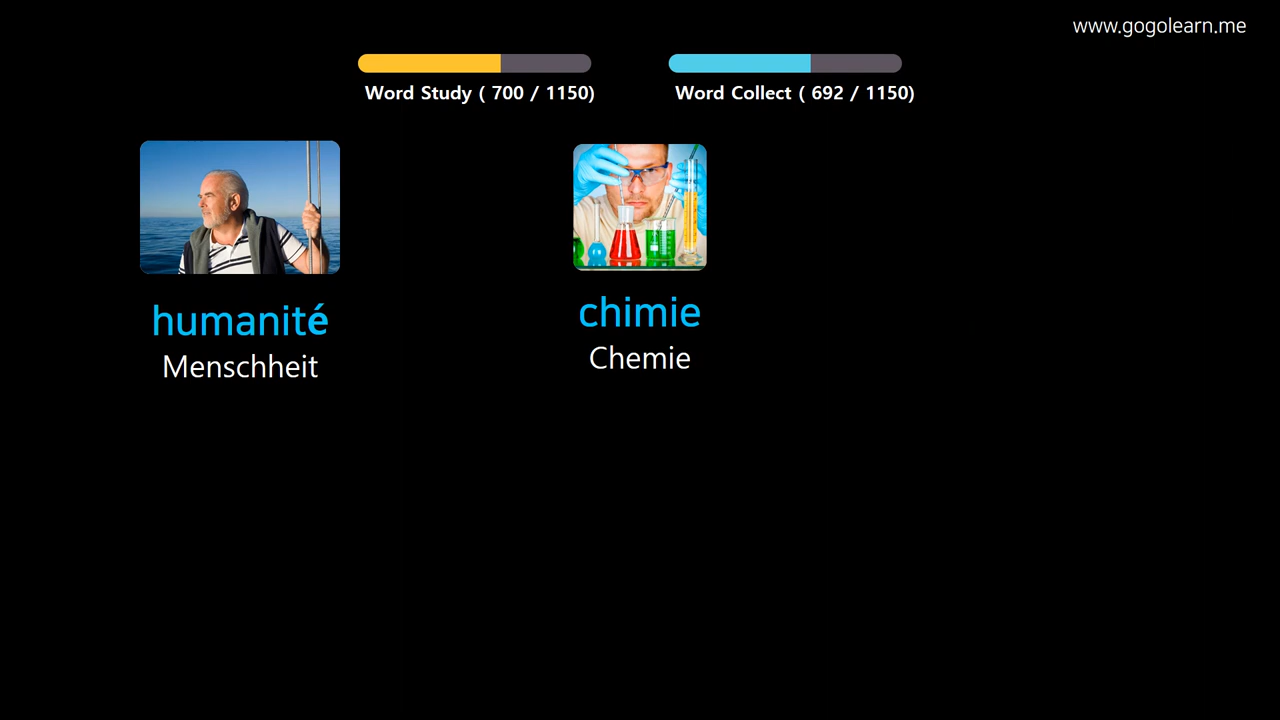 www.gogolearn.me
Word Study ( 700 / 1150)
Word Collect ( 692 / 1150)
humanité
Menschheit
chimie
Chemie